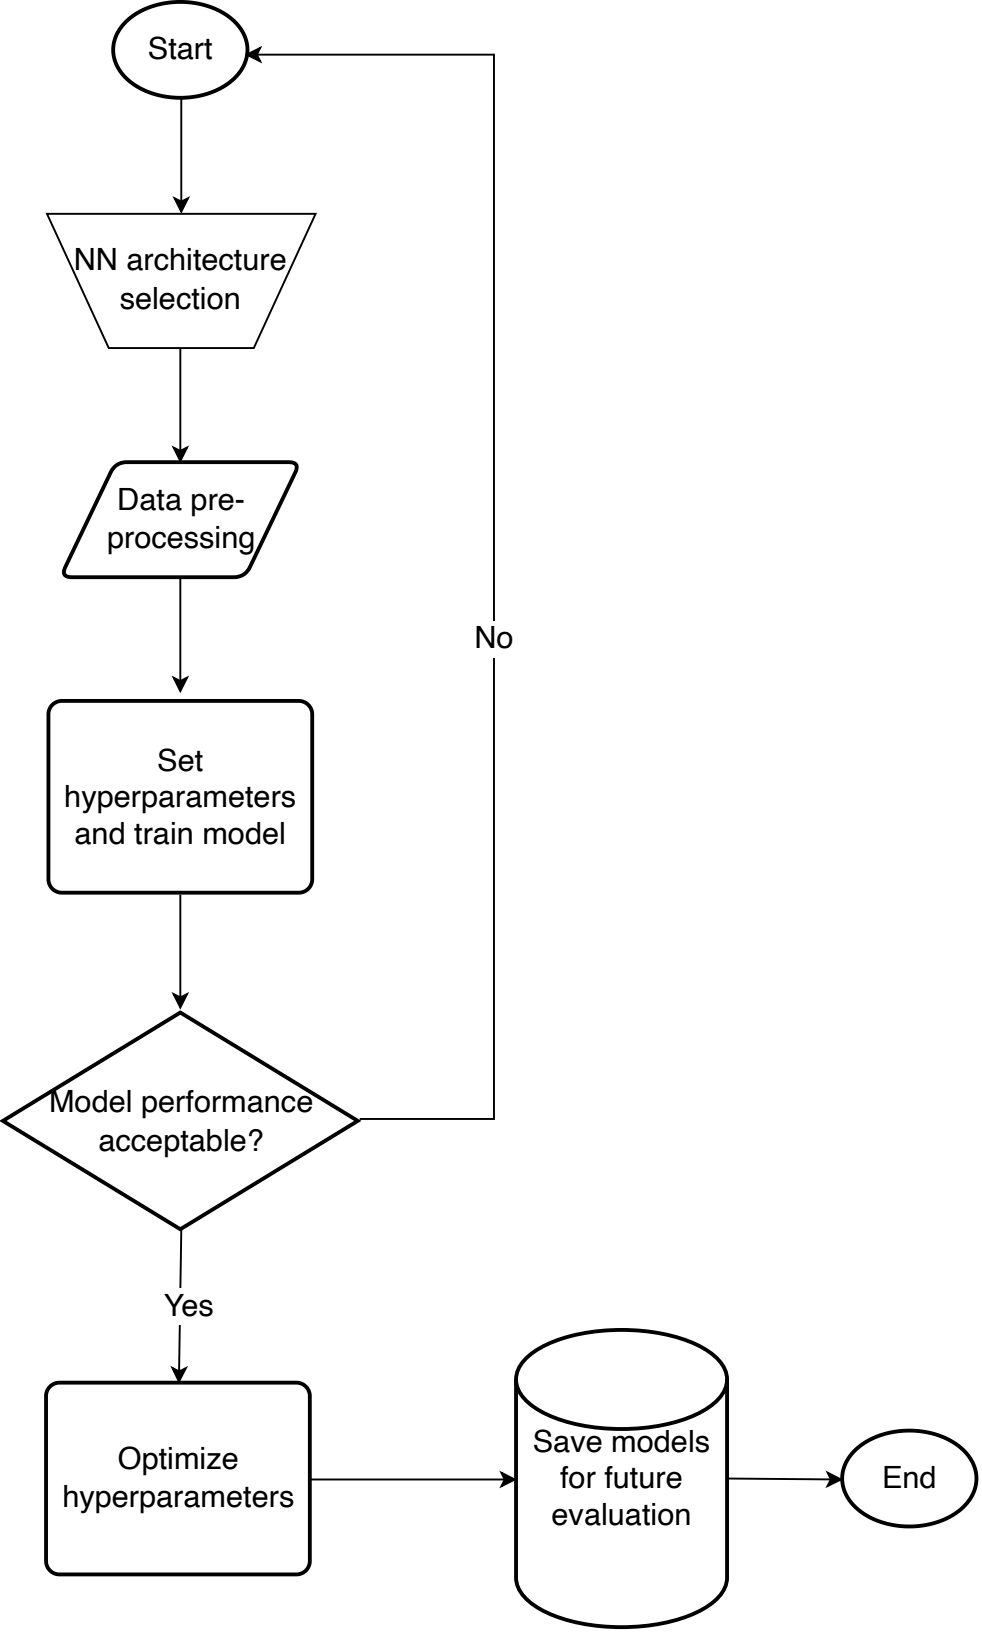 Start
NN architecture
selection
Data pre-
processing
No
Set
hyperparameters
and train model
Model performance
acceptable?
Yes
Optimize
hyperparameters
Save models
for future
evaluation
End